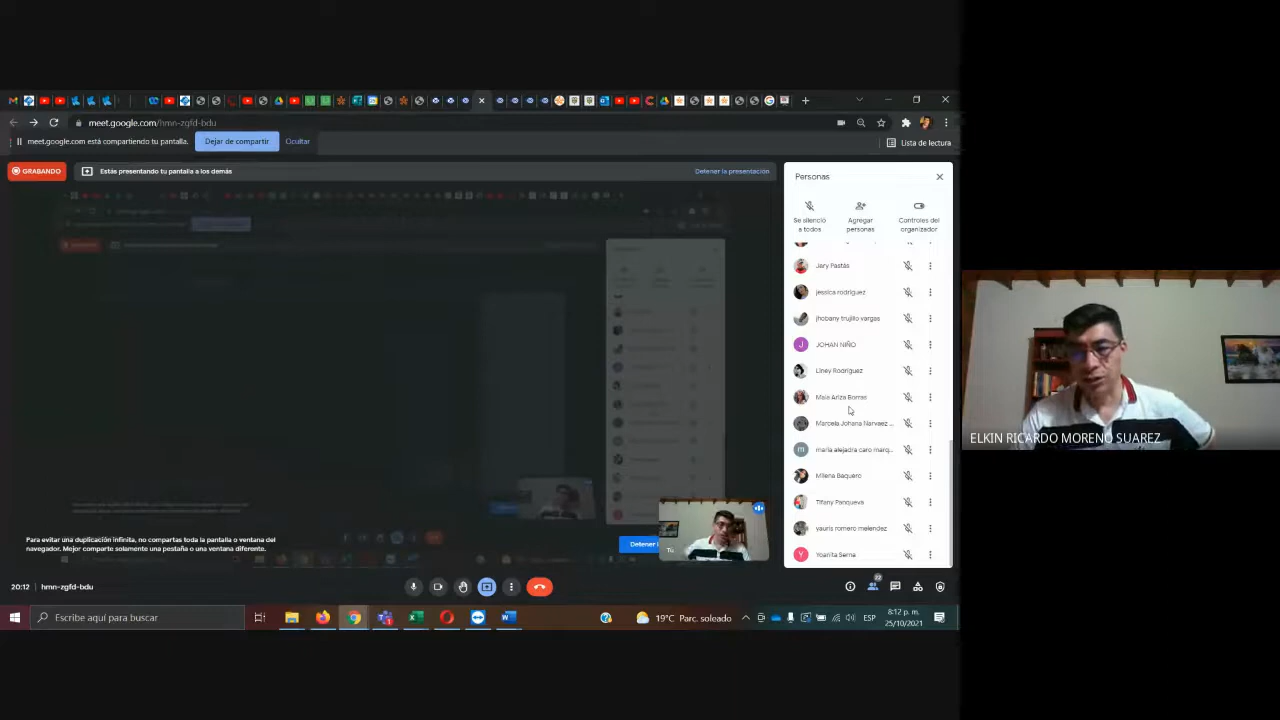 meet.google.com/hmn-zgfd-bdu
meet.google.com está compartiendo tu pantalla.
Dejar de compartir
Ocultar
Lista de lectura
GRABANDO
Estás presentando tu pantalla a los demás
Detener la presentación
Personas
Se silenció
a todos
Agregar
personas
Controles del
organizador
Jary Pastás
jessica rodriguez
jhobany trujillo vargas
J
JOHAN NIÑO
Liney Rodriguez
Maia Ariza Borras
Marcela Johana Narvaez ...
m
maria alejadra caro marq...
Milena Baquero
Tifany Panqueva
yauris romero melendez
Y
Yoanita Serna
ELKIN RICARDO MORENO SUAREZ
Para evitar una duplicación infinita, no compartas toda la pantalla o ventana del
navegador. Mejor comparte solamente una pestaña o una ventana diferente.
Detener l
Tú
20:12 | hmn-zgfd-bdu
22
Escribe aquí para buscar
19°C Parc. soleado
ESP
8:12 p. m.
25/10/2021